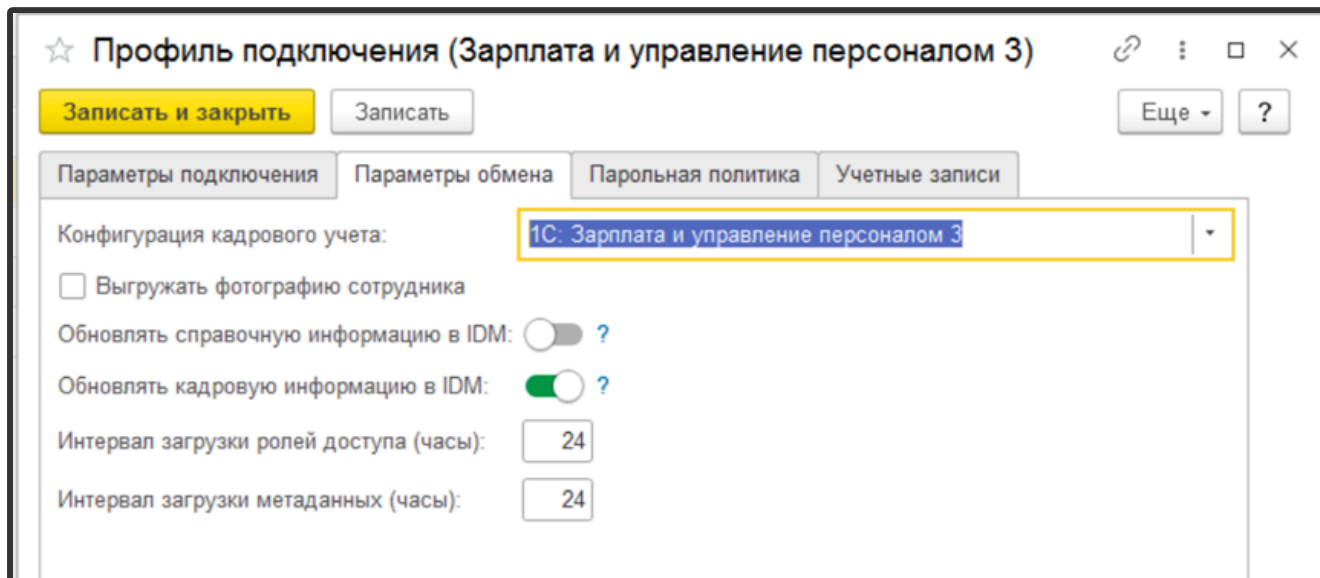 Профиль подключения (Зарплата и управление персоналом 3)
Записать и закрыть Записать Еще ?
Параметры подключения Параметры обмена Парольная политика Учетные записи
Конфигурация кадрового учета: 1С: Зарплата и управление персоналом 3
Выгружать фотографию сотрудника
Обновлять справочную информацию в IDM: ?
Обновлять кадровую информацию в IDM: ?
Интервал загрузки ролей доступа (часы): 24
Интервал загрузки метаданных (часы): 24